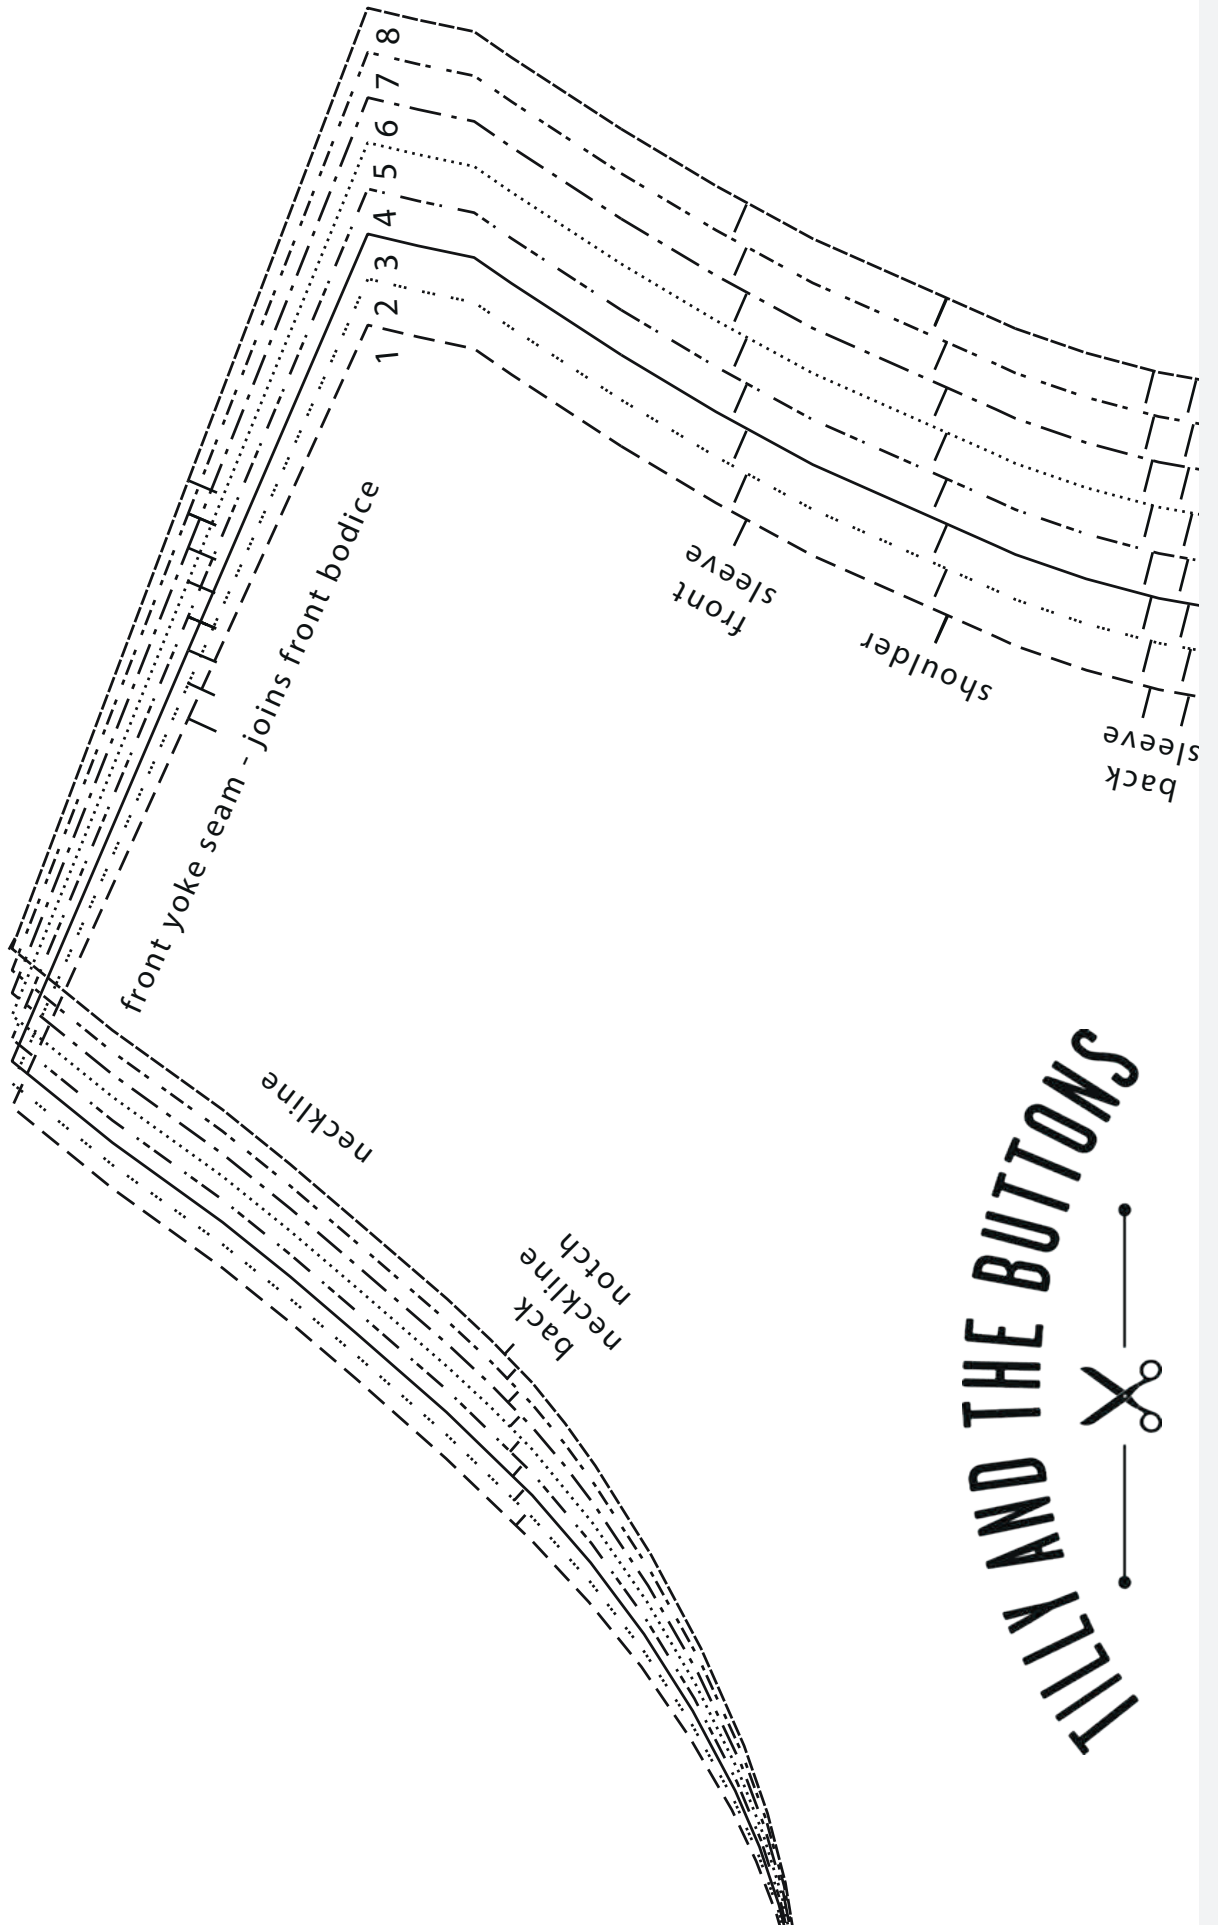 8
7
6
5
4
3
2
1
front yoke seam - joins front bodice
front
sleeve
shoulder
back
sleeve
neckline
back
neckline
notch
TILLY AND THE BUTTONS